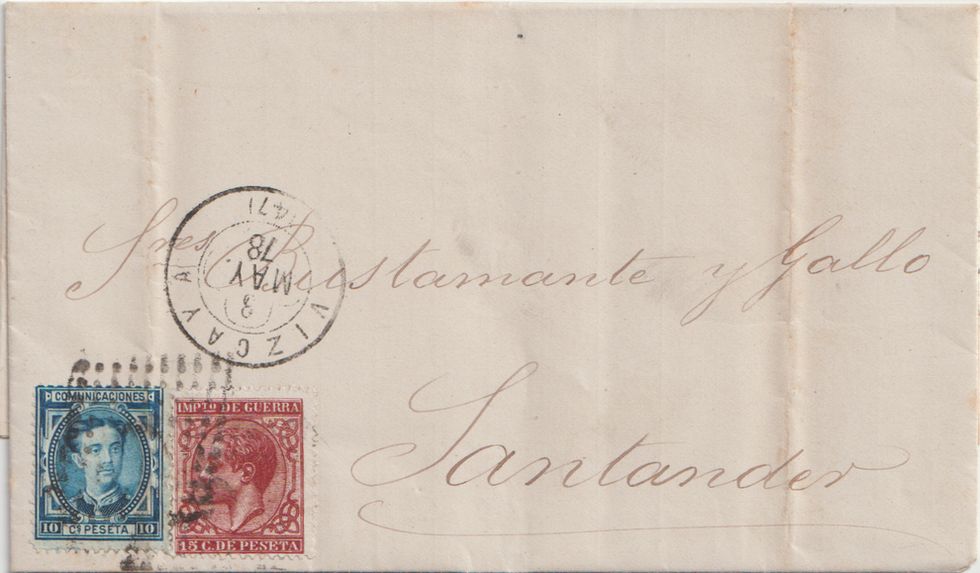 (47)
78
MAY.
3
VIZCAYA
Sres Bustamante y Gallo
Santander
COMUNICACIONES
10 Cs PESETA 10
IMPTO DE GUERRA
15 C. DE PESETA